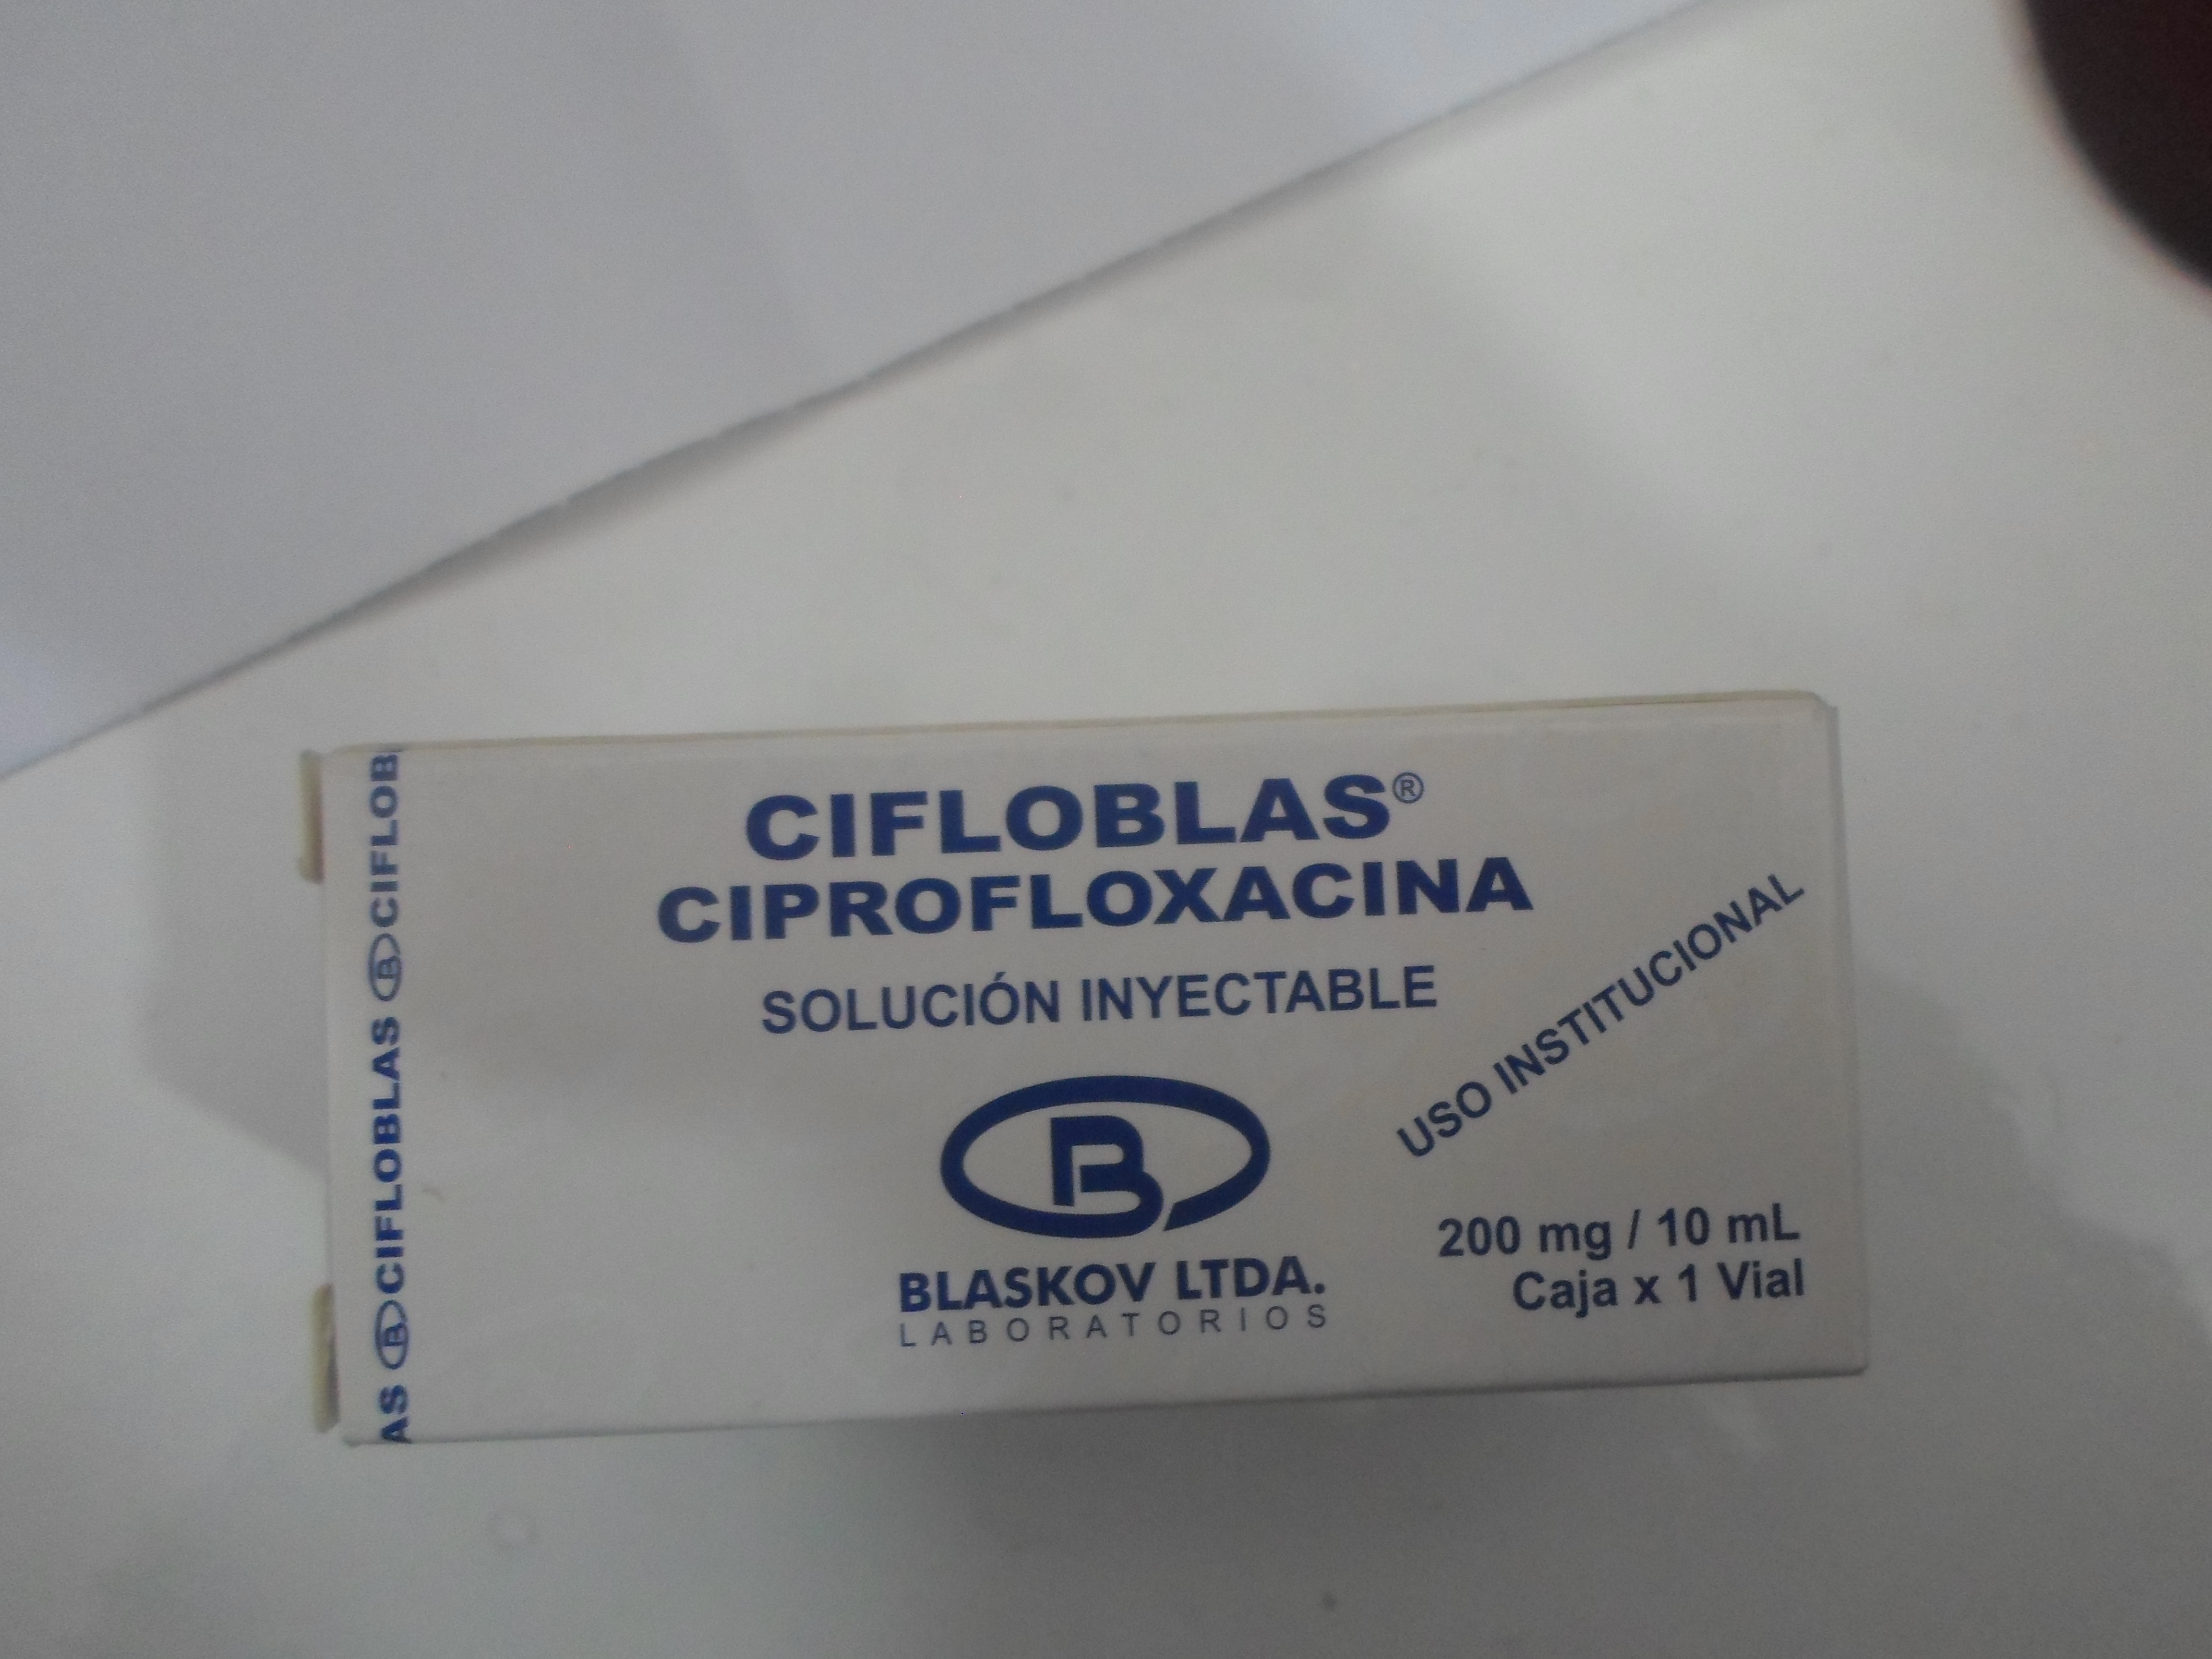 CIFLOBLAS®
CIPROFLOXACINA
SOLUCIÓN INYECTABLE
USO INSTITUCIONAL
B
BLASKOV LTDA.
LABORATORIOS
200 mg / 10 mL
Caja x 1 Vial
AS B CIFLOBLAS B CIFLOB